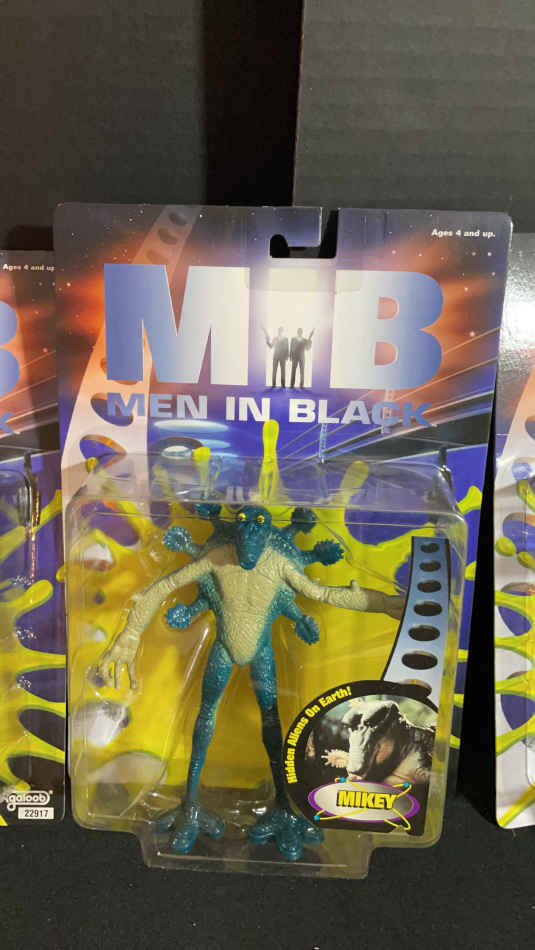 Ages 4 and up.
MIB
MEN IN BLACK
Ages 4 and up
B
K
Hidden Aliens On Earth!
MIKEY
galoob
22917